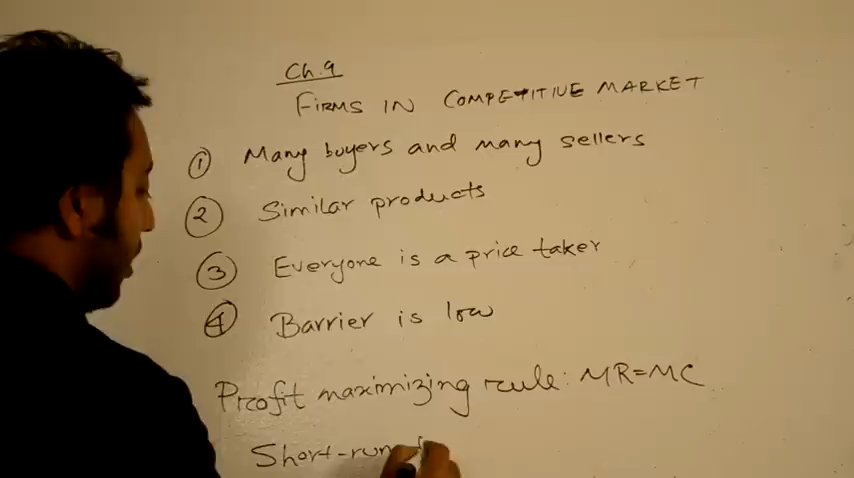 Ch.9
FIRMS IN COMPETITIVE MARKET
① Many buyers and many sellers
② Similar products
③ Everyone is a price taker
④ Barrier is low
Profit maximizing rule: MR=MC
Short-run